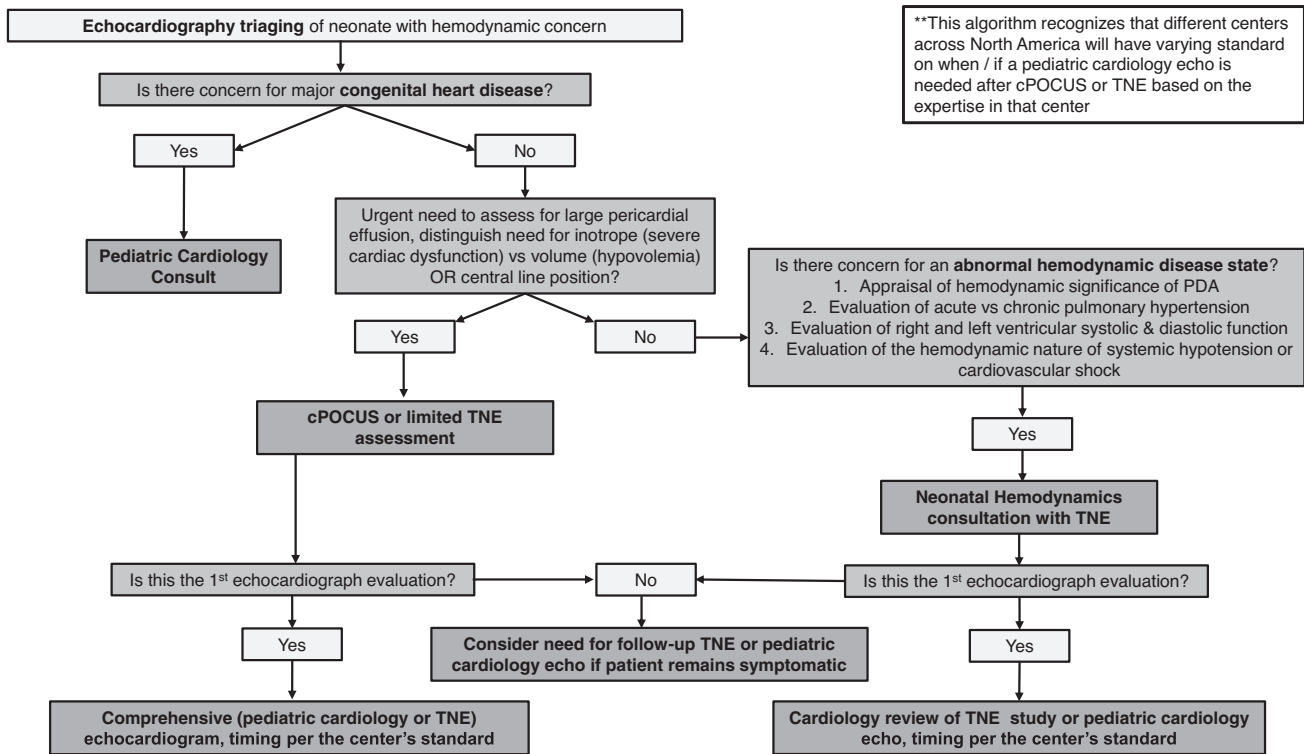 Echocardiography triaging of neonate with hemodynamic concern
**This algorithm recognizes that different centers
across North America will have varying standard
on when / if a pediatric cardiology echo is
needed after cPOCUS or TNE based on the
expertise in that center
Is there concern for major congenital heart disease?
Yes
No
Pediatric Cardiology
Consult
Urgent need to assess for large pericardial
effusion, distinguish need for inotrope (severe
cardiac dysfunction) vs volume (hypovolemia)
OR central line position?
Yes
No
Is there concern for an abnormal hemodynamic disease state?
1. Appraisal of hemodynamic significance of PDA
2. Evaluation of acute vs chronic pulmonary hypertension
3. Evaluation of right and left ventricular systolic & diastolic function
4. Evaluation of the hemodynamic nature of systemic hypotension or
cardiovascular shock
cPOCUS or limited TNE
assessment
Yes
Neonatal Hemodynamics
consultation with TNE
Is this the 1st echocardiograph evaluation?
No
Is this the 1st echocardiograph evaluation?
Yes
Consider need for follow-up TNE or pediatric
cardiology echo if patient remains symptomatic
Yes
Comprehensive (pediatric cardiology or TNE)
echocardiogram, timing per the center's standard
Cardiology review of TNE study or pediatric cardiology
echo, timing per the center's standard